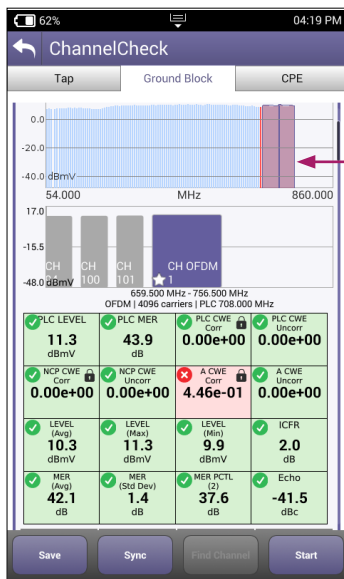 62%
04:19 PM
ChannelCheck
Tap
Ground Block
CPE
0.0
-20.0
-40.0 dBmV
54.000 MHz 860.000
17.0
-15.5
-48.0 dBmV
CH
CH
100
CH
101
CH OFDM
1
659.500 MHz - 756.500 MHz
OFDM | 4096 carriers | PLC 708.000 MHz
PLC LEVEL
11.3
dBmV
PLC MER
43.9
dB
PLC CWE
Corr
0.00e+00
PLC CWE
Uncorr
0.00e+00
NCP CWE
Corr
0.00e+00
NCP CWE
Uncorr
0.00e+00
A CWE
Corr
4.46e-01
A CWE
Uncorr
0.00e+00
LEVEL
(Avg)
10.3
dBmV
LEVEL
(Max)
11.3
dBmV
LEVEL
(Min)
9.9
dBmV
ICFR
2.0
dB
MER
(Avg)
42.1
dB
MER
(Std Dev)
1.4
dB
MER PCTL
(2)
37.6
dB
Echo
-41.5
dBc
Save
Sync
Find Channel
Start